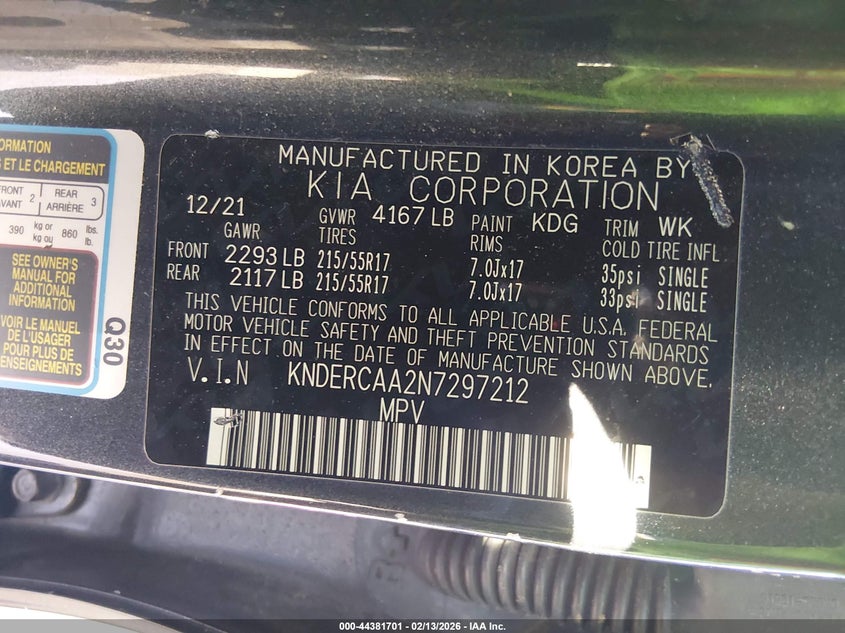 ORMATION
S ET LE CHARGEMENT
FRONT 2 REAR 3
AVANT ARRIÈRE
390 kg or 860 lbs.
kg ou lb.
SEE OWNER'S
MANUAL FOR
ADDITIONAL
INFORMATION
VOIR LE MANUEL
DE L'USAGER
POUR PLUS DE
RENSEIGNEMENTS
Q30
MANUFACTURED IN KOREA BY
KIA CORPORATION
12/21 GVWR 4167 LB PAINT KDG TRIM WK
GAWR TIRES RIMS COLD TIRE INFL
FRONT 2293 LB 215/55R17 7.0Jx17 35psi SINGLE
REAR 2117 LB 215/55R17 7.0Jx17 33psi SINGLE
THIS VEHICLE CONFORMS TO ALL APPLICABLE U.S.A. FEDERAL
MOTOR VEHICLE SAFETY AND THEFT PREVENTION STANDARDS
IN EFFECT ON THE DATE OF MANUFACTURE SHOWN ABOVE.
V.I.N KNDERCAA2N7297212
MPV
000-44381701 - 02/13/2026 - IAA Inc.